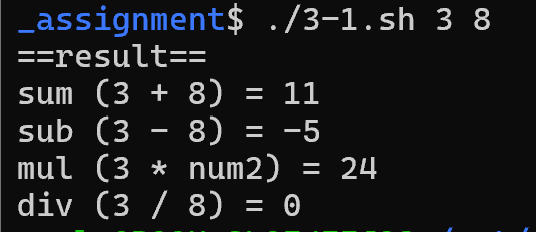 _assignment$ ./3-1.sh 3 8
==result==
sum (3 + 8) = 11
sub (3 - 8) = -5
mul (3 * num2) = 24
div (3 / 8) = 0